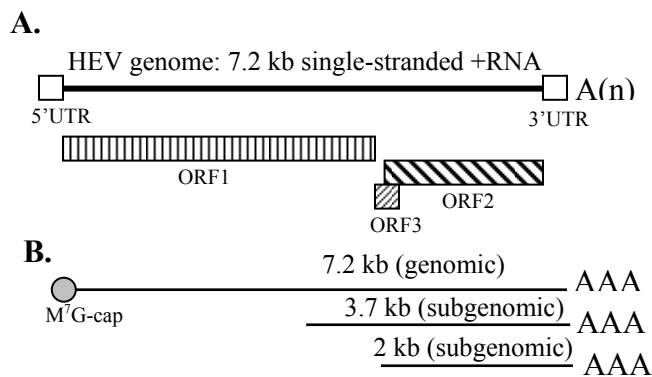 A.
HEV genome: 7.2 kb single-stranded +RNA
A(n)
5'UTR
3'UTR
ORF1
ORF2
ORF3
B.
7.2 kb (genomic)
AAA
M⁷G-cap
3.7 kb (subgenomic)
AAA
2 kb (subgenomic)
AAA